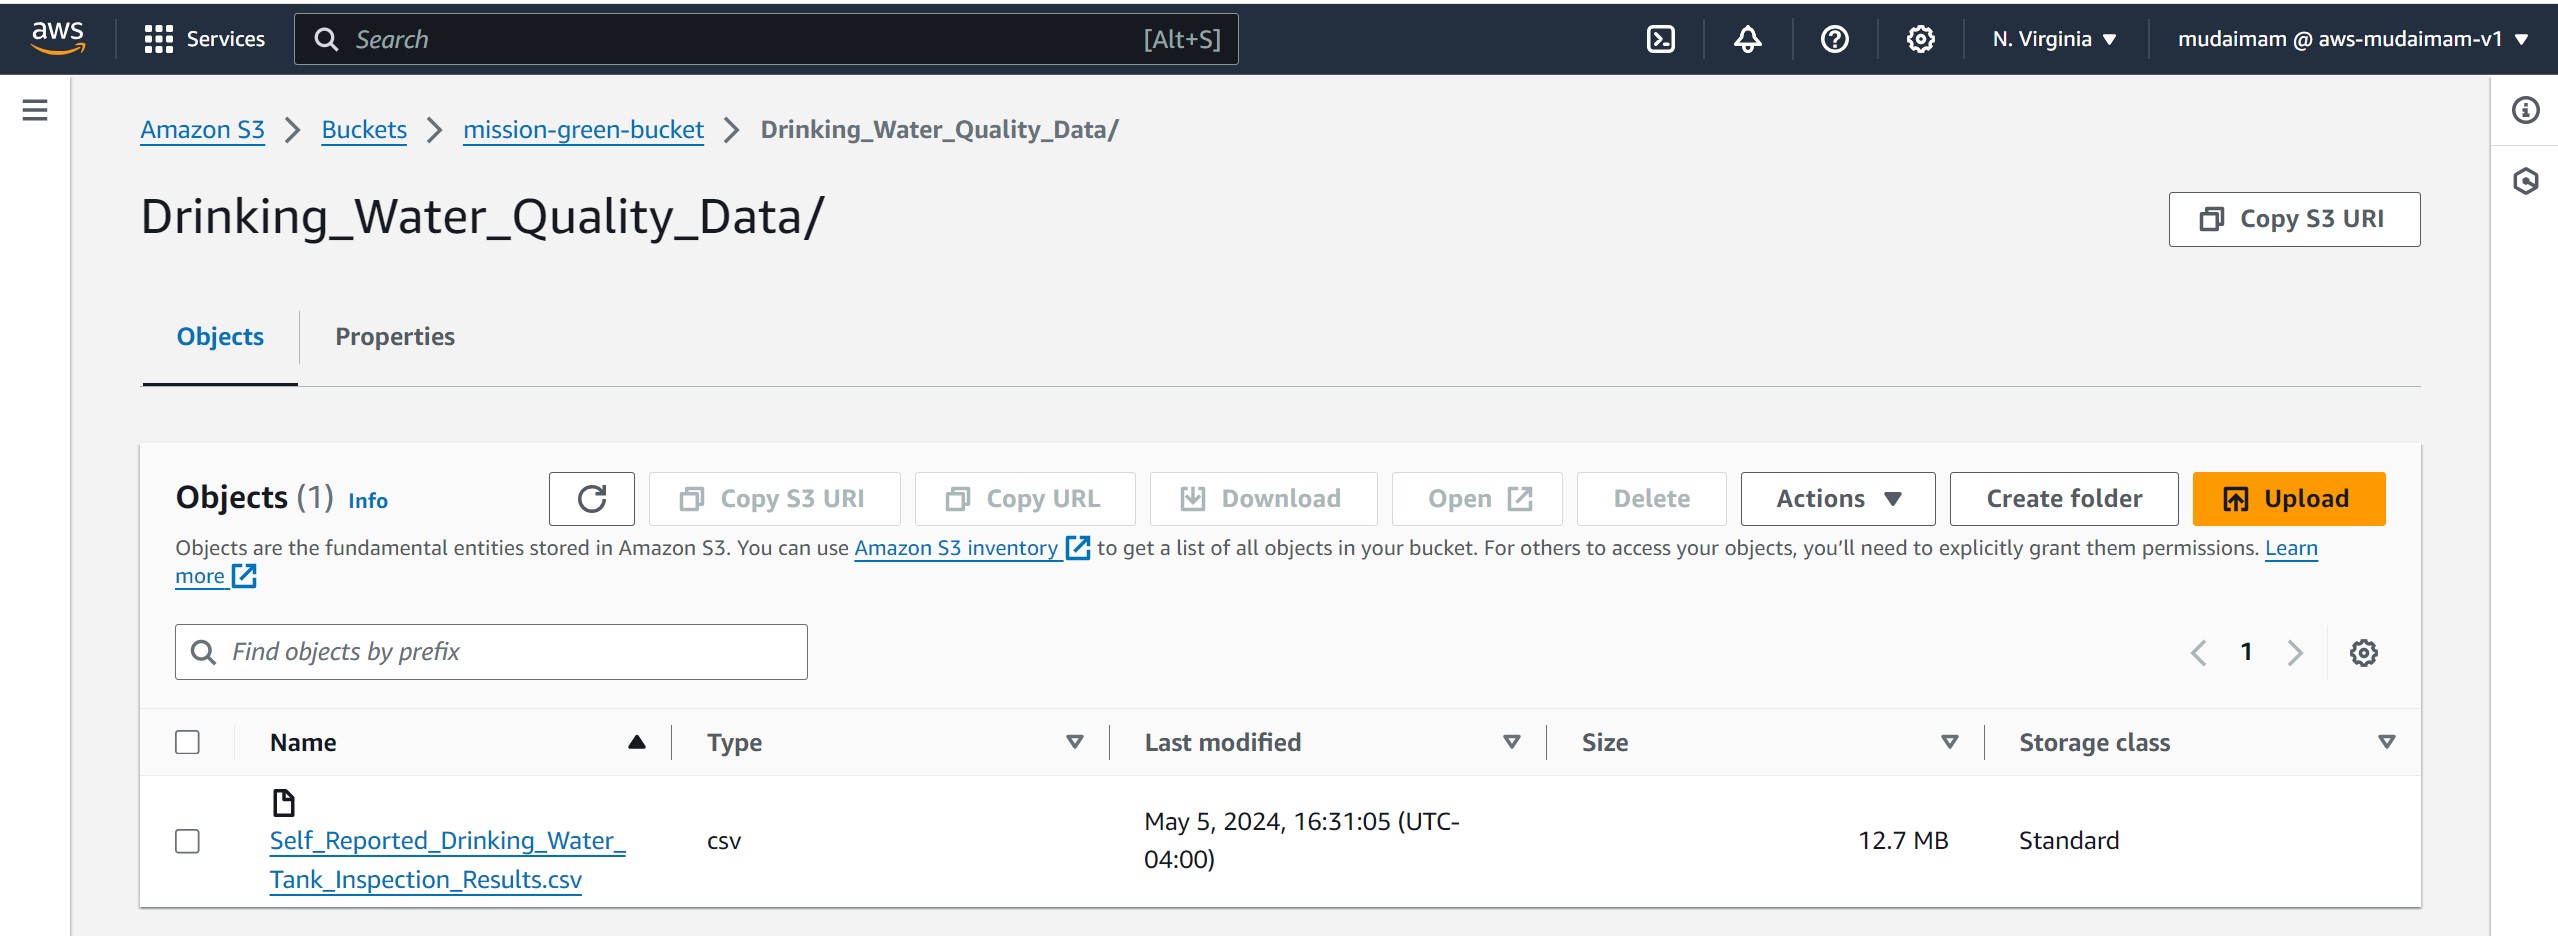 aws Services Search [Alt+S] N. Virginia mudaimam @ aws-mudaimam-v1
Amazon S3 Buckets mission-green-bucket Drinking_Water_Quality_Data/
Drinking_Water_Quality_Data/ Copy S3 URI
Objects Properties
Objects (1) Info Copy S3 URI Copy URL Download Open Delete Actions Create folder Upload
Objects are the fundamental entities stored in Amazon S3. You can use Amazon S3 inventory to get a list of all objects in your bucket. For others to access your objects, you’ll need to explicitly grant them permissions. Learn
more
Find objects by prefix 1
Name Type Last modified Size Storage class
Self_Reported_Drinking_Water_
Tank_Inspection_Results.csv
csv
May 5, 2024, 16:31:05 (UTC-
04:00)
12.7 MB
Standard